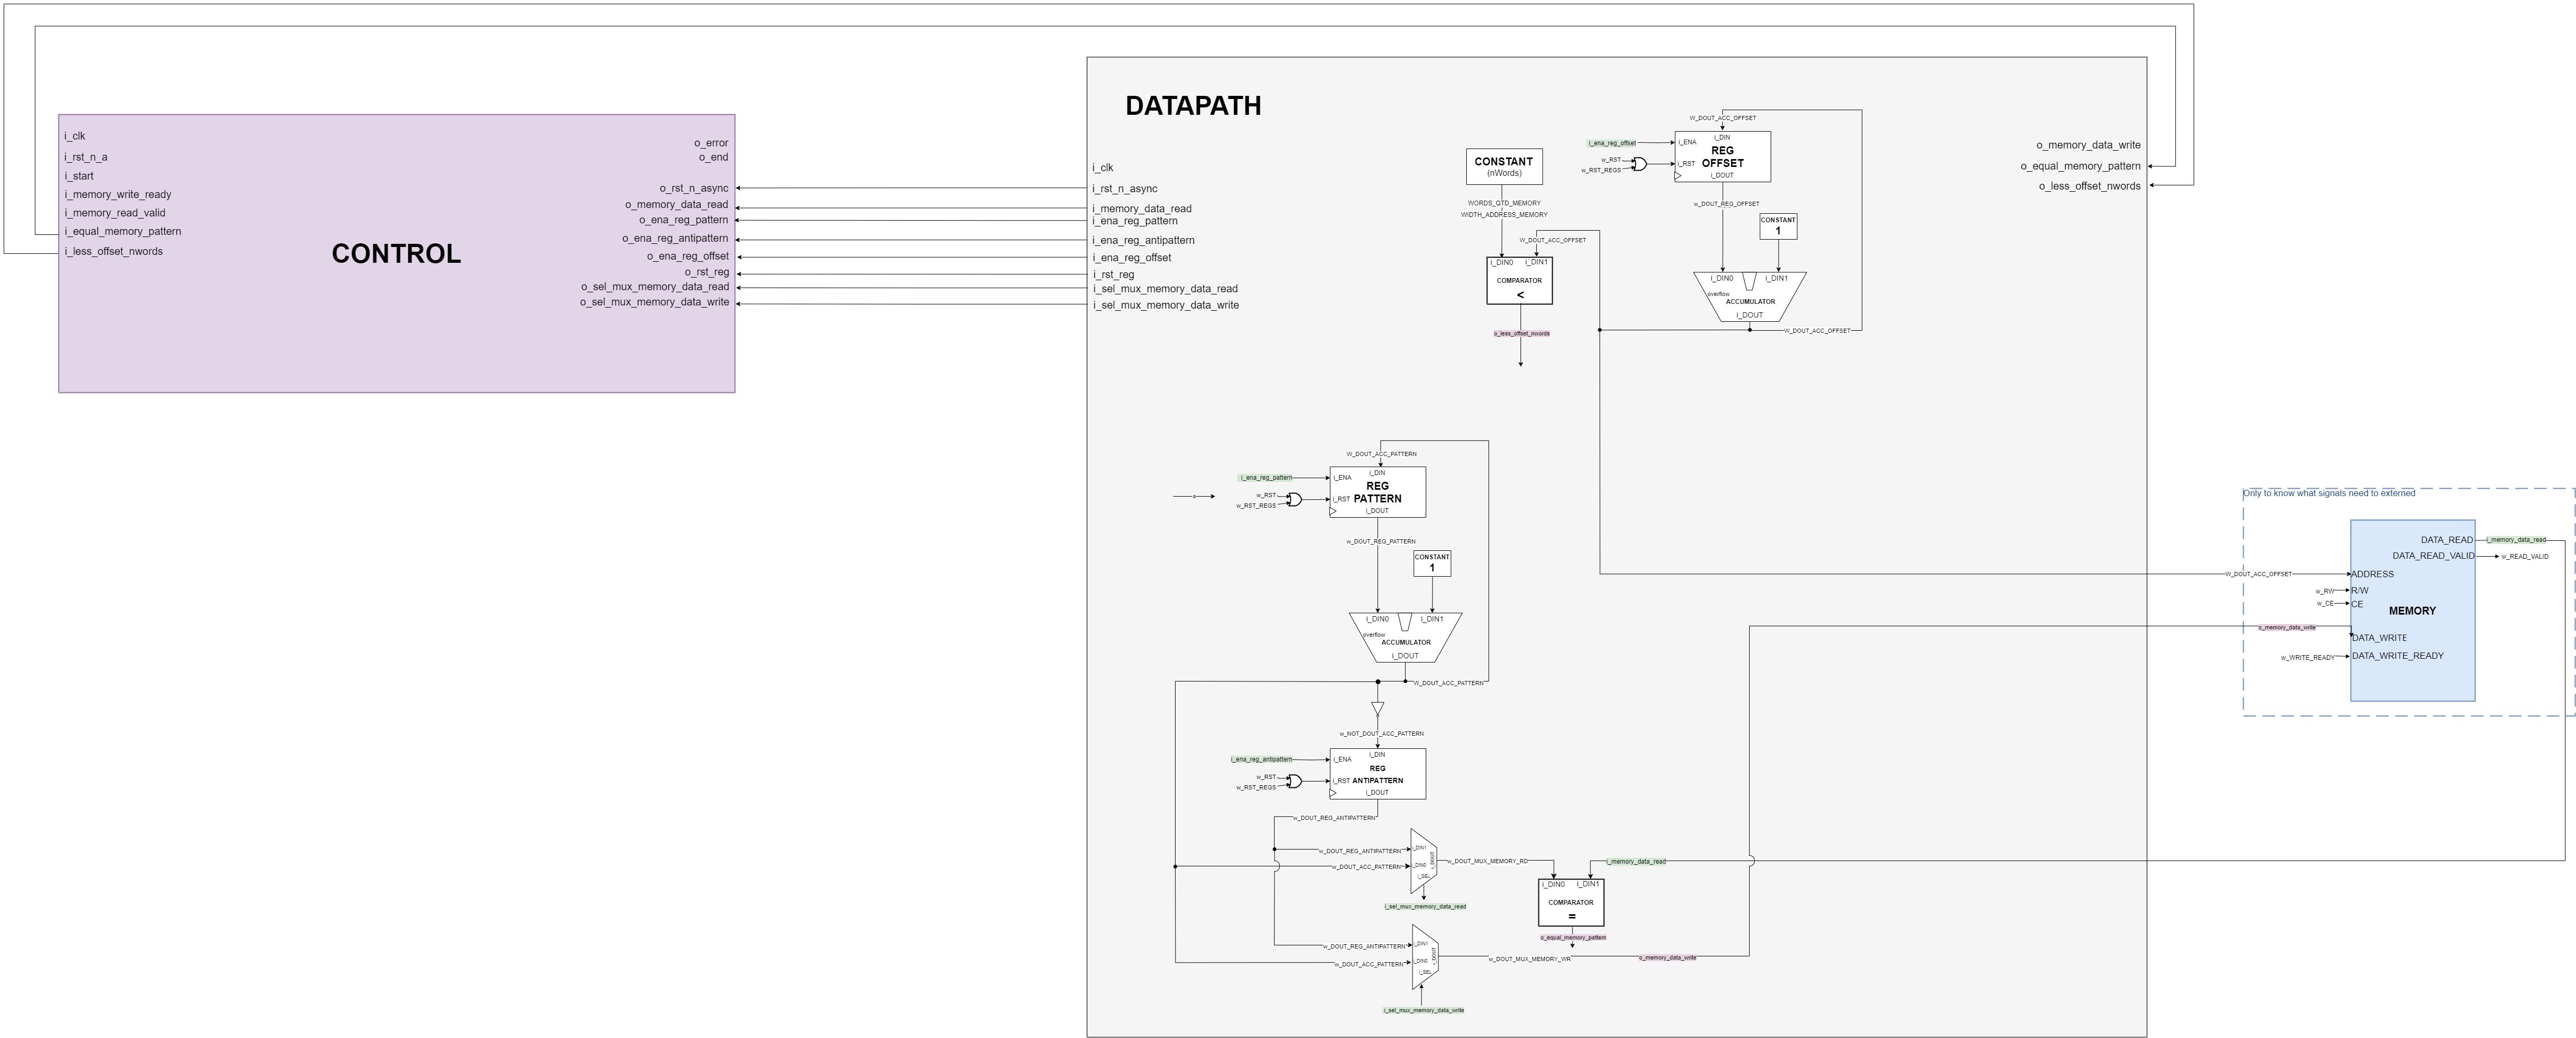 CONTROL
i_clk
i_rst_n_a
i_start
i_memory_write_ready
i_memory_read_valid
i_equal_memory_pattern
i_less_offset_nwords
o_error
o_end
o_rst_n_async
o_memory_data_read
o_ena_reg_pattern
o_ena_reg_antipattern
o_ena_reg_offset
o_rst_reg
o_sel_mux_memory_data_read
o_sel_mux_memory_data_write
DATAPATH
i_clk
i_rst_n_async
i_memory_data_read
i_ena_reg_pattern
i_ena_reg_antipattern
i_ena_reg_offset
i_rst_reg
i_sel_mux_memory_data_read
i_sel_mux_memory_data_write
o_memory_data_write
o_equal_memory_pattern
o_less_offset_nwords
CONSTANT
(nWords)
WORDS_QTD_MEMORY
WIDTH_ADDRESS_MEMORY
W_DOUT_ACC_OFFSET
i_DIN0
i_DIN1
COMPARATOR
<
o_less_offset_nwords
W_DOUT_ACC_OFFSET
i_ena_reg_offset
w_RST
w_RST_REGS
i_DIN
i_ENA
REG
OFFSET
i_RST
i_DOUT
w_DOUT_REG_OFFSET
CONSTANT
1
i_DIN0
i_DIN1
overflow
ACCUMULATOR
i_DOUT
W_DOUT_ACC_OFFSET
W_DOUT_ACC_PATTERN
i_ena_reg_pattern
w_RST
w_RST_REGS
i_DIN
i_ENA
REG
i_RST PATTERN
i_DOUT
w_DOUT_REG_PATTERN
CONSTANT
1
i_DIN0
i_DIN1
overflow
ACCUMULATOR
i_DOUT
W_DOUT_ACC_PATTERN
w_NOT_DOUT_ACC_PATTERN
i_ena_reg_antipattern
w_RST
w_RST_REGS
i_DIN
i_ENA
REG
i_RST ANTIPATTERN
i_DOUT
w_DOUT_REG_ANTIPATTERN
w_DOUT_REG_ANTIPATTERN
w_DOUT_ACC_PATTERN
i_DIN1
i_DIN0
i_SEL
i_DOUT
w_DOUT_MUX_MEMORY_RD
i_sel_mux_memory_data_read
i_memory_data_read
i_DIN0
i_DIN1
COMPARATOR
=
o_equal_memory_pattern
w_DOUT_REG_ANTIPATTERN
w_DOUT_ACC_PATTERN
i_DIN1
i_DIN0
i_SEL
i_DOUT
w_DOUT_MUX_MEMORY_WR
o_memory_data_write
i_sel_mux_memory_data_write
Only to know what signals need to externed
DATA_READ
i_memory_data_read
DATA_READ_VALID
w_READ_VALID
W_DOUT_ACC_OFFSET
ADDRESS
w_RW
R/W
w_CE
CE
MEMORY
o_memory_data_write
DATA_WRITE
w_WRITE_READY
DATA_WRITE_READY